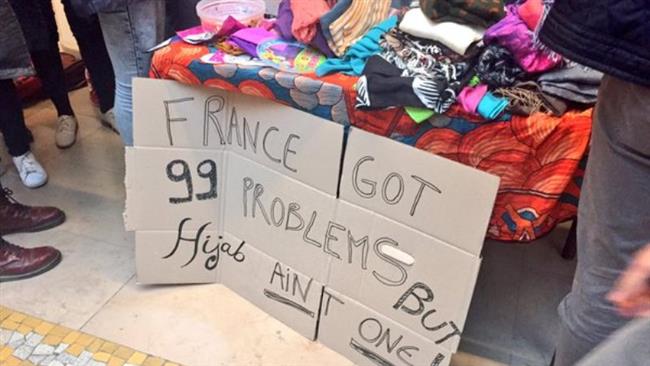 FRANCE GOT
99 PROBLEMS BUT
Hijab AiN'T ONE!